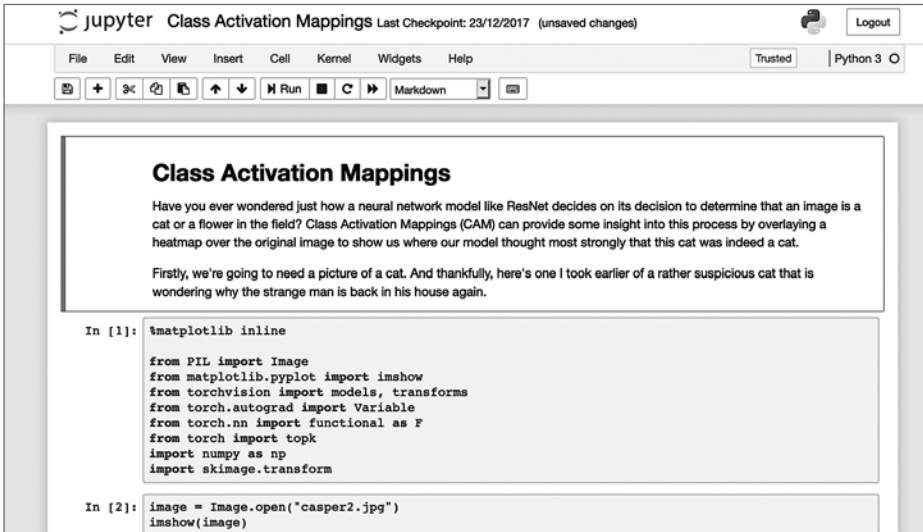 jupyter Class Activation Mappings Last Checkpoint: 23/12/2017 (unsaved changes) Logout
File Edit View Insert Cell Kernel Widgets Help Trusted Python 3
Run Markdown
Class Activation Mappings
Have you ever wondered just how a neural network model like ResNet decides on its decision to determine that an image is a
cat or a flower in the field? Class Activation Mappings (CAM) can provide some insight into this process by overlaying a
heatmap over the original image to show us where our model thought most strongly that this cat was indeed a cat.
Firstly, we're going to need a picture of a cat. And thankfully, here's one I took earlier of a rather suspicious cat that is
wondering why the strange man is back in his house again.
In [1]: %matplotlib inline
from PIL import Image
from matplotlib.pyplot import imshow
from torchvision import models, transforms
from torch.autograd import Variable
from torch.nn import functional as F
from torch import topk
import numpy as np
import skimage.transform
In [2]: image = Image.open("casper2.jpg")
imshow(image)